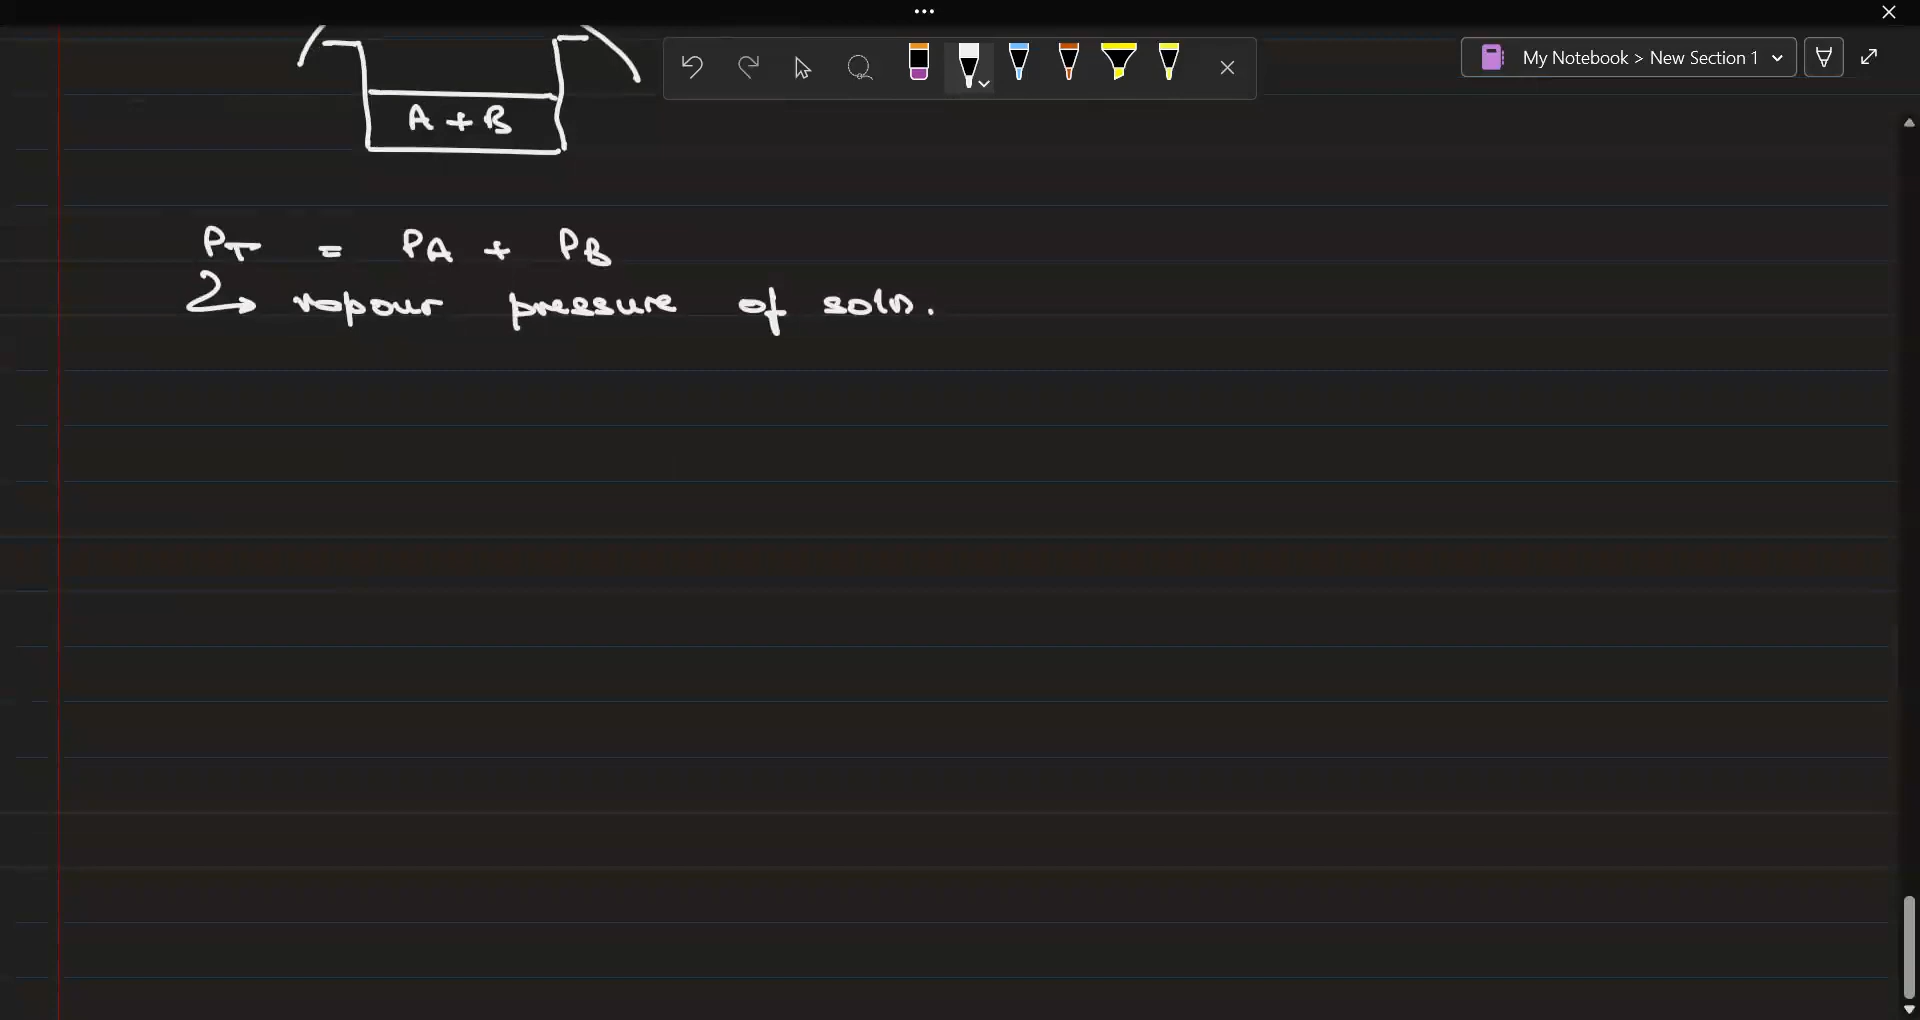 My Notebook > New Section 1
A + B
PT = PA + PB
vapour pressure of soln.